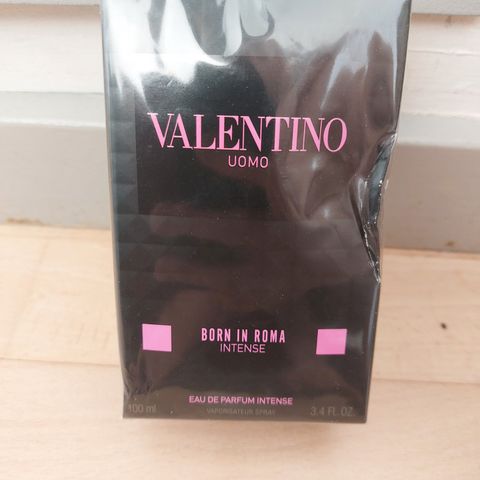 VALENTINO
UOMO
BORN IN ROMA
INTENSE
EAU DE PARFUM INTENSE
100 ml VAPORISATEUR SPRAY 3.4 FL. OZ.